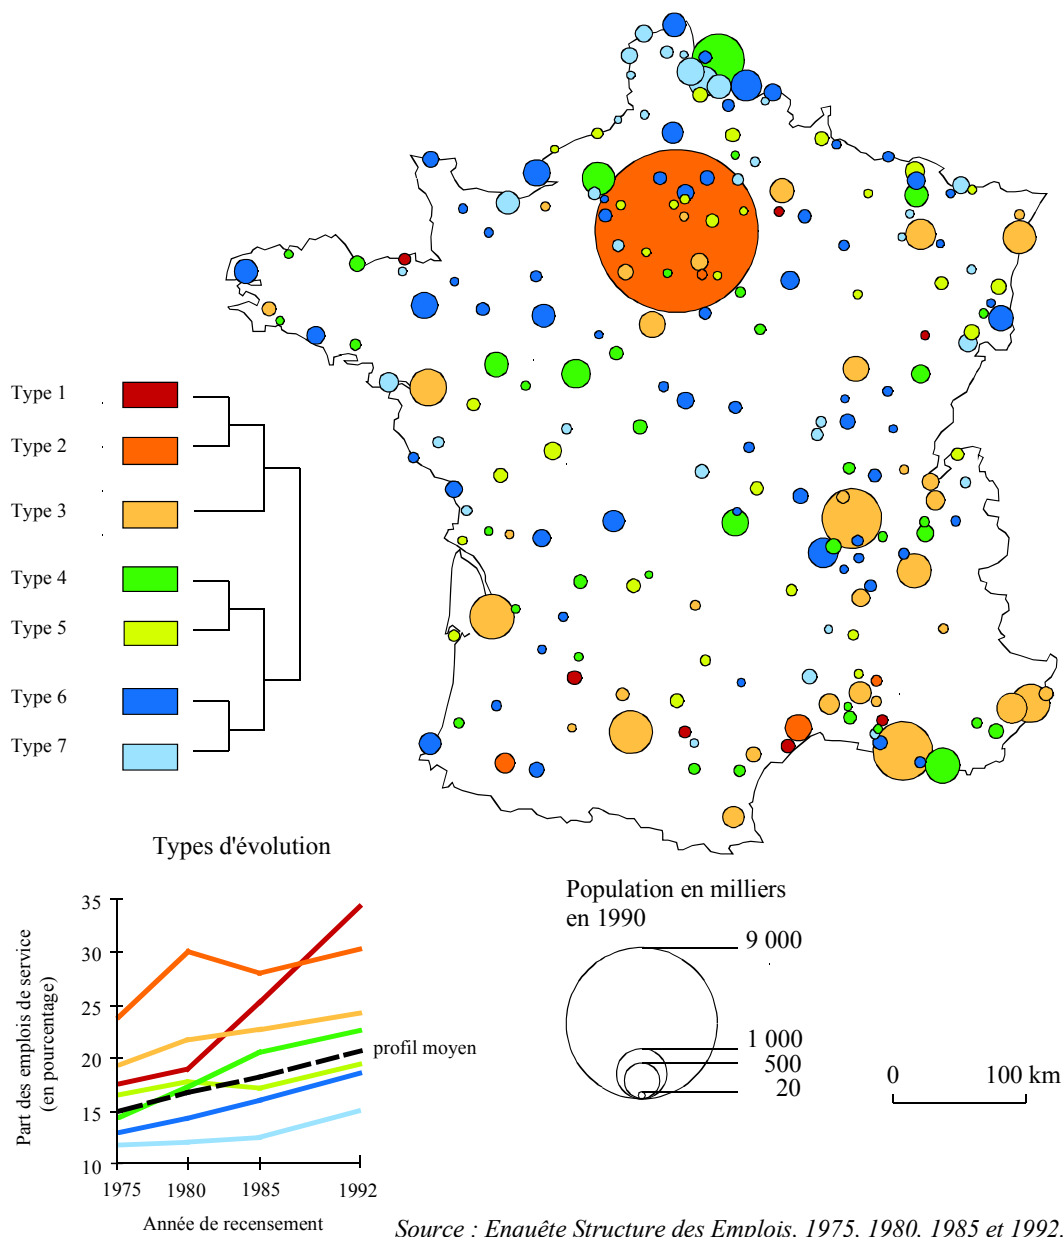 Type 1
Type 2
Type 3
Type 4
Type 5
Type 6
Type 7
Types d'évolution
Part des emplois de service
(en pourcentage)
35
30
25
20
15
10
1975
1980
1985
1992
Année de recensement
profil moyen
Population en milliers
en 1990
9 000
1 000
500
20
0
100 km
Source : Enquête Structure des Emplois, 1975, 1980, 1985 et 1992.